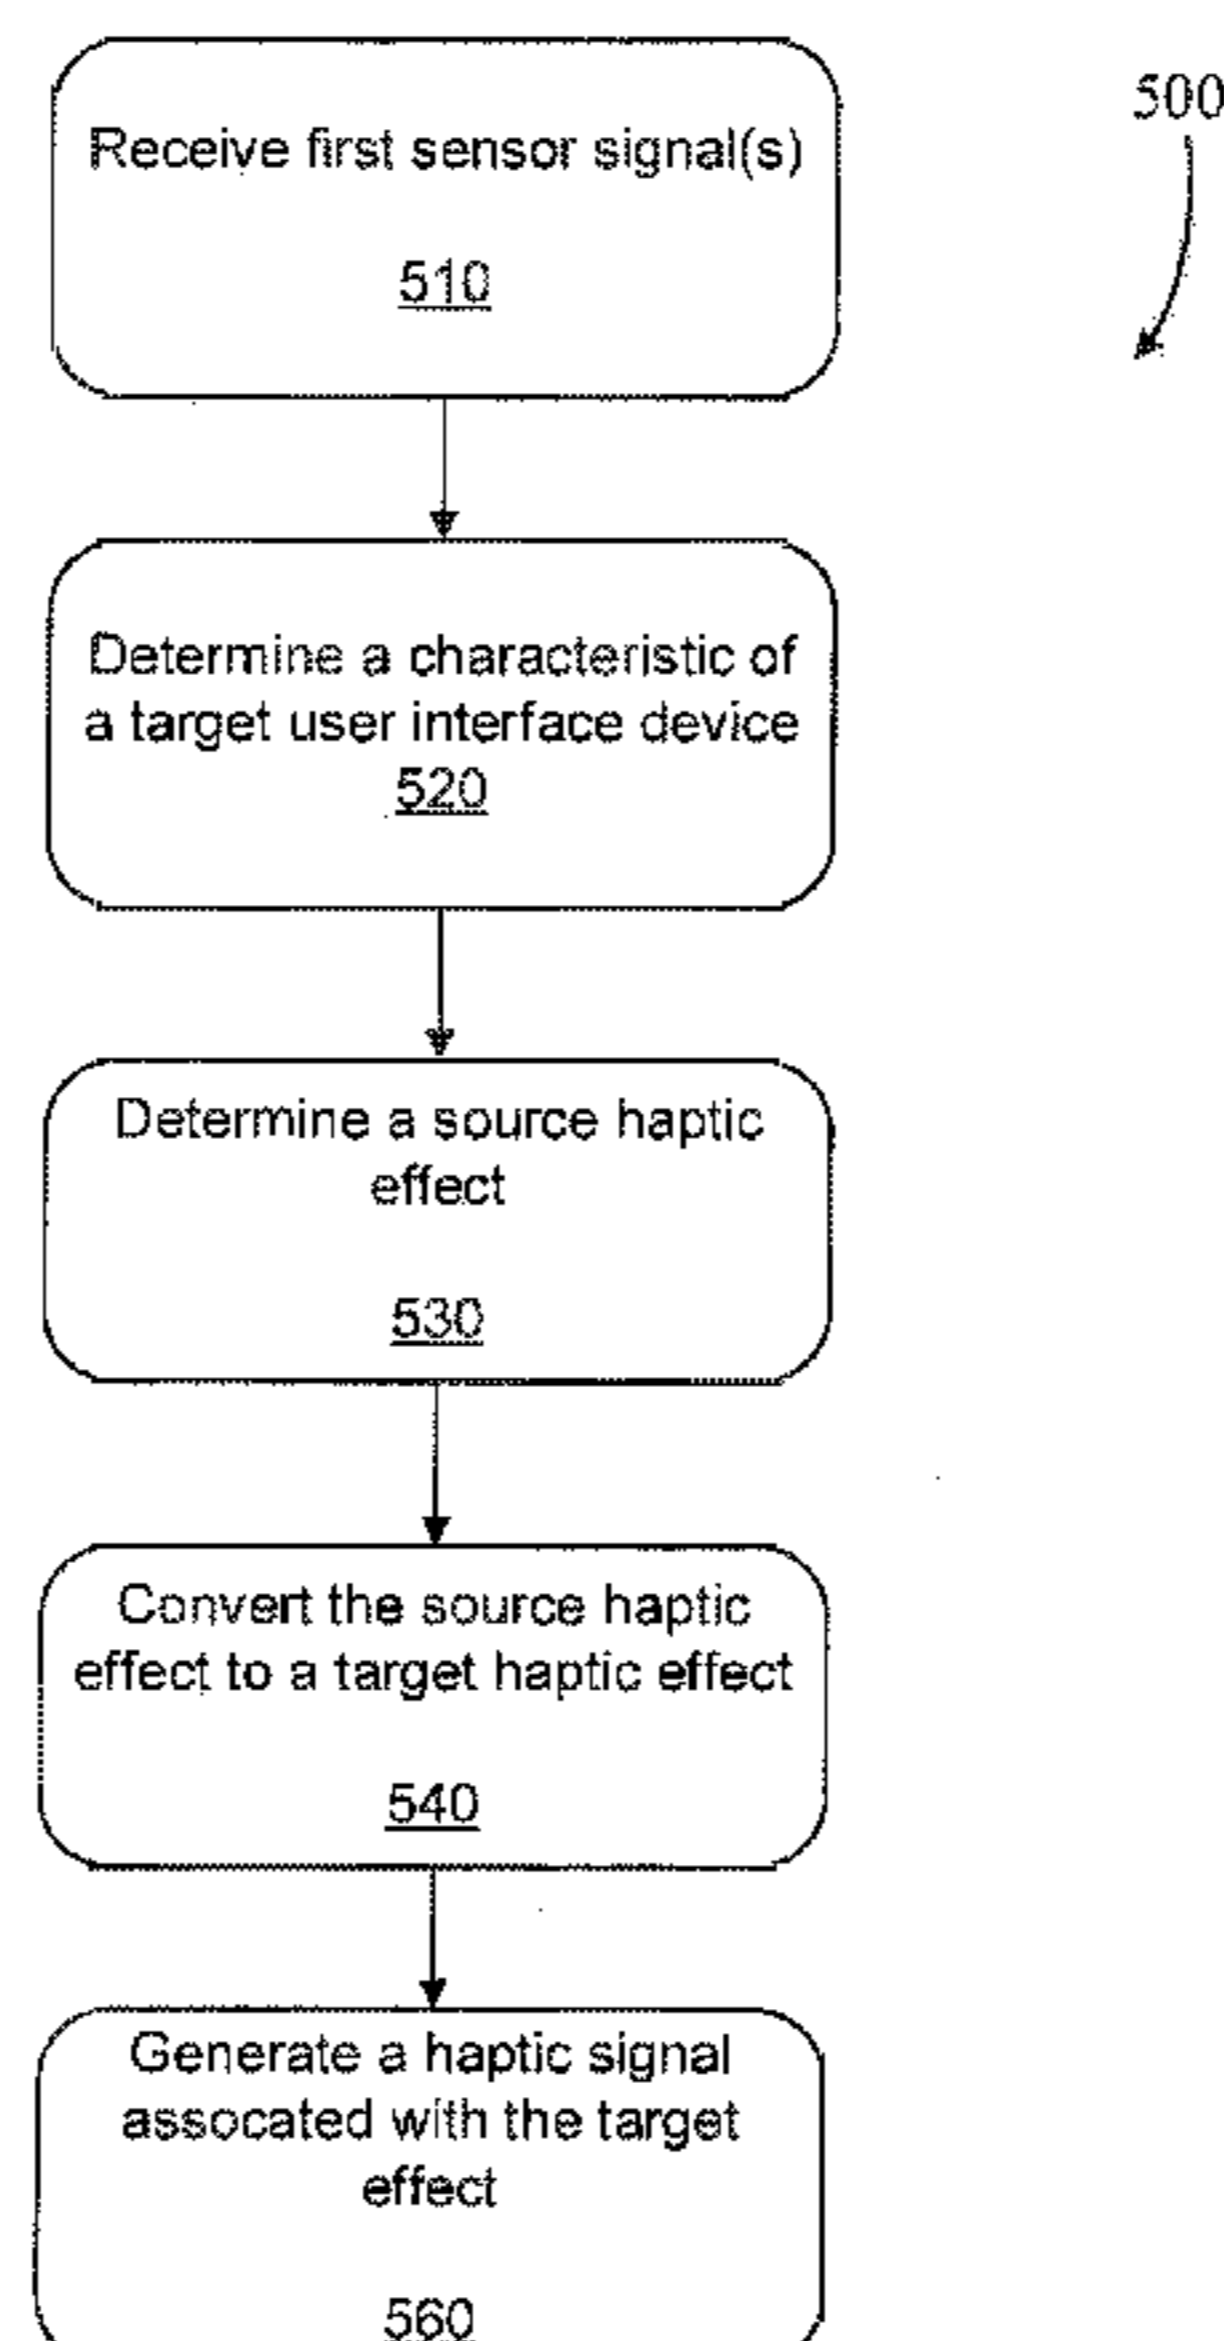 500
Receive first sensor signal(s)
510
Determine a characteristic of
a target user interface device
520
Determine a source haptic
effect
530
Convert the source haptic
effect to a target haptic effect
540
Generate a haptic signal
assocated with the target
effect
560